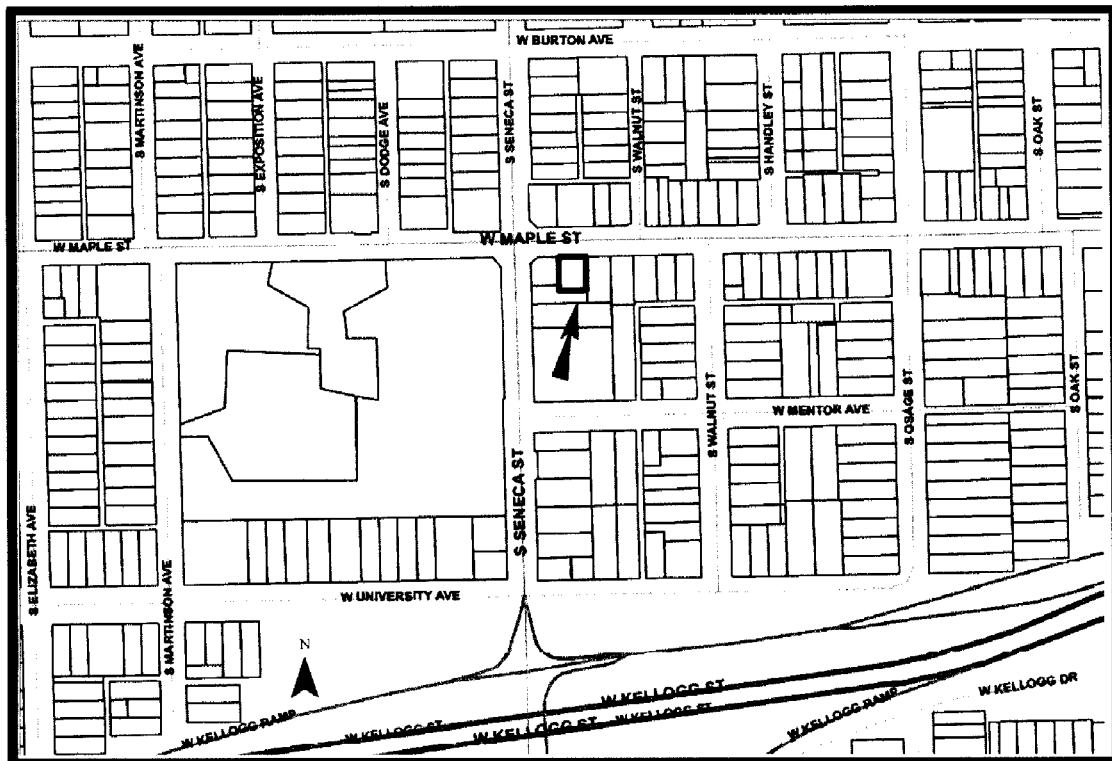 W BURTON AVE
S MARTINSON AVE
S EXPOSITION AVE
S DODGE AVE
S SENECA ST
S WALNUT ST
S HANDLEY ST
S OAK ST
W MAPLE ST
W MAPLE ST
S ELIZABETH AVE
S MARTINSON AVE
S SENECA ST
S WALNUT ST
W MENTOR AVE
S OSAGE ST
S OAK ST
W UNIVERSITY AVE
N
W KELLOGG RAMP
W KELLOGG ST
W KELLOGG ST
W KELLOGG ST
W KELLOGG ST
W KELLOGG RAMP
W KELLOGG DR